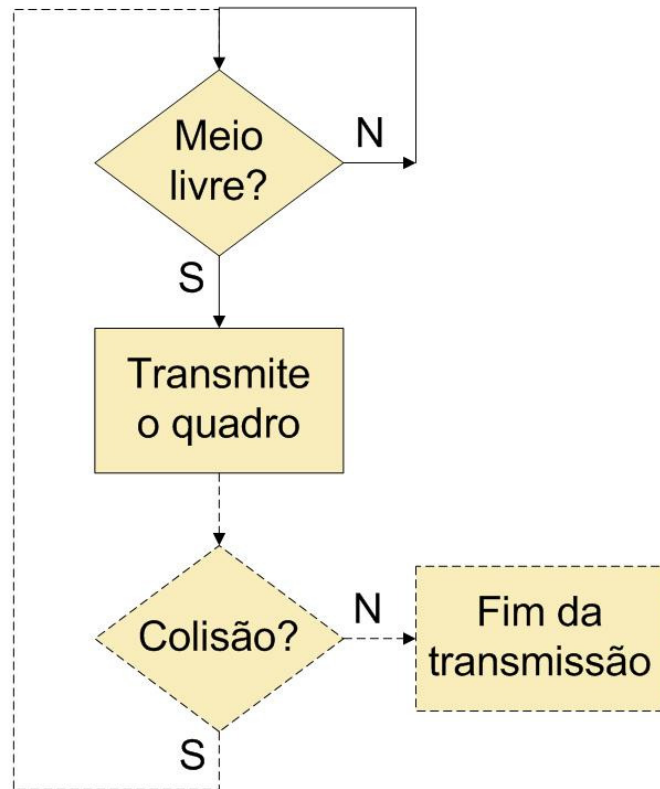 Meio
livre?
N
S
Transmite
o quadro
Colisão?
N
Fim da
transmissão
S